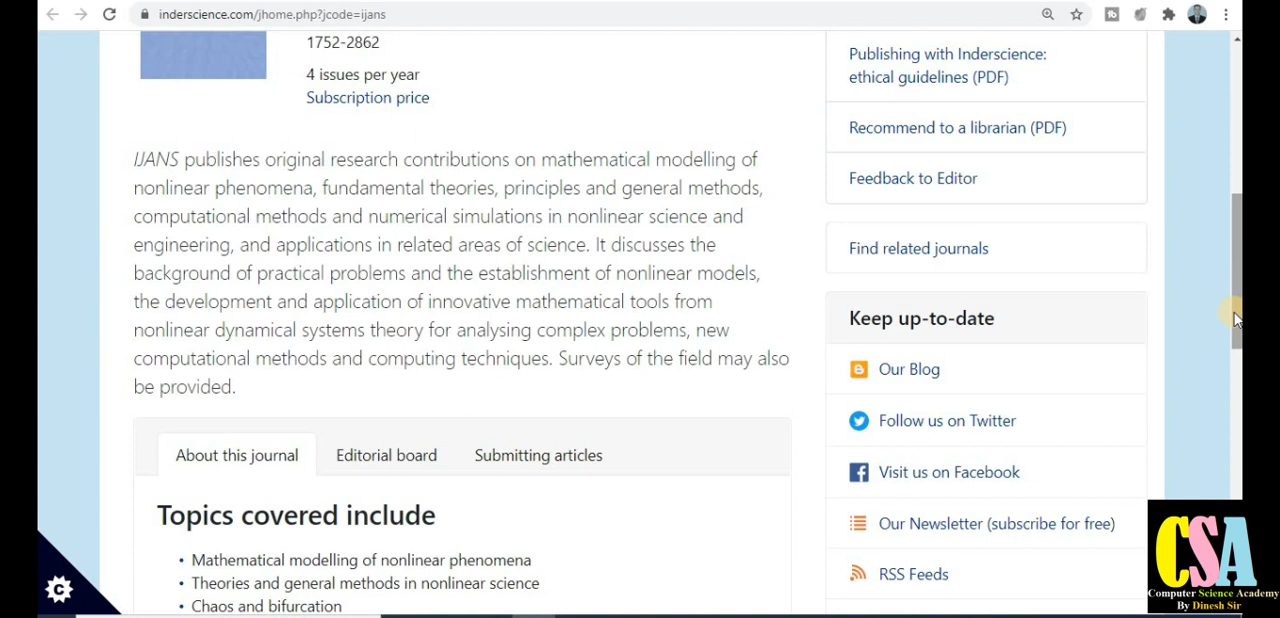 inderscience.com/jhome.php?jcode=ijans
1752-2862
4 issues per year
Subscription price
IJANS publishes original research contributions on mathematical modelling of
nonlinear phenomena, fundamental theories, principles and general methods,
computational methods and numerical simulations in nonlinear science and
engineering, and applications in related areas of science. It discusses the
background of practical problems and the establishment of nonlinear models,
the development and application of innovative mathematical tools from
nonlinear dynamical systems theory for analysing complex problems, new
computational methods and computing techniques. Surveys of the field may also
be provided.
About this journal
Editorial board
Submitting articles
Topics covered include
• Mathematical modelling of nonlinear phenomena
• Theories and general methods in nonlinear science
• Chaos and bifurcation
Publishing with Inderscience:
ethical guidelines (PDF)
Recommend to a librarian (PDF)
Feedback to Editor
Find related journals
Keep up-to-date
Our Blog
Follow us on Twitter
Visit us on Facebook
Our Newsletter (subscribe for free)
RSS Feeds
CSA
Computer Science Academy
By Dinesh Sir